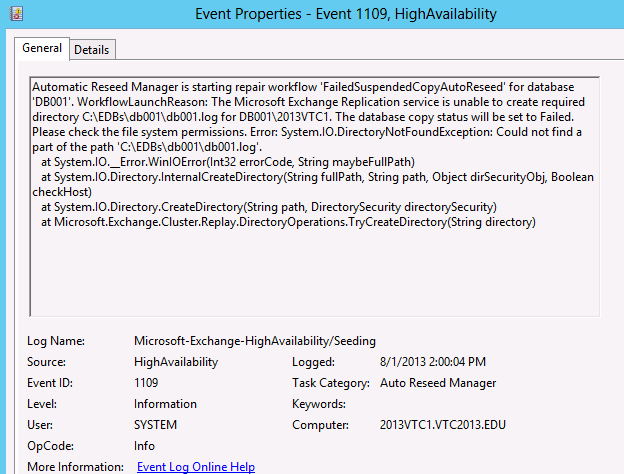 Event Properties - Event 1109, HighAvailability
General
Details
Automatic Reseed Manager is starting repair workflow 'FailedSuspendedCopyAutoReseed' for database
'DB001'. WorkflowLaunchReason: The Microsoft Exchange Replication service is unable to create required
directory C:\EDBs\db001\db001.log for DB001\2013VTC1. The database copy status will be set to Failed.
Please check the file system permissions. Error: System.IO.DirectoryNotFoundException: Could not find a
part of the path 'C:\EDBs\db001\db001.log'.
at System.IO.__Error.WinIOError(Int32 errorCode, String maybeFullPath)
at System.IO.Directory.InternalCreateDirectory(String fullPath, String path, Object dirSecurityObj, Boolean
checkHost)
at System.IO.Directory.CreateDirectory(String path, DirectorySecurity directorySecurity)
at Microsoft.Exchange.Cluster.Replay.DirectoryOperations.TryCreateDirectory(String directory)
Log Name: Microsoft-Exchange-HighAvailability/Seeding
Source: HighAvailability Logged: 8/1/2013 2:00:04 PM
Event ID: 1109 Task Category: Auto Reseed Manager
Level: Information Keywords:
User: SYSTEM Computer: 2013VTC1.VTC2013.EDU
OpCode: Info
More Information: Event Log Online Help